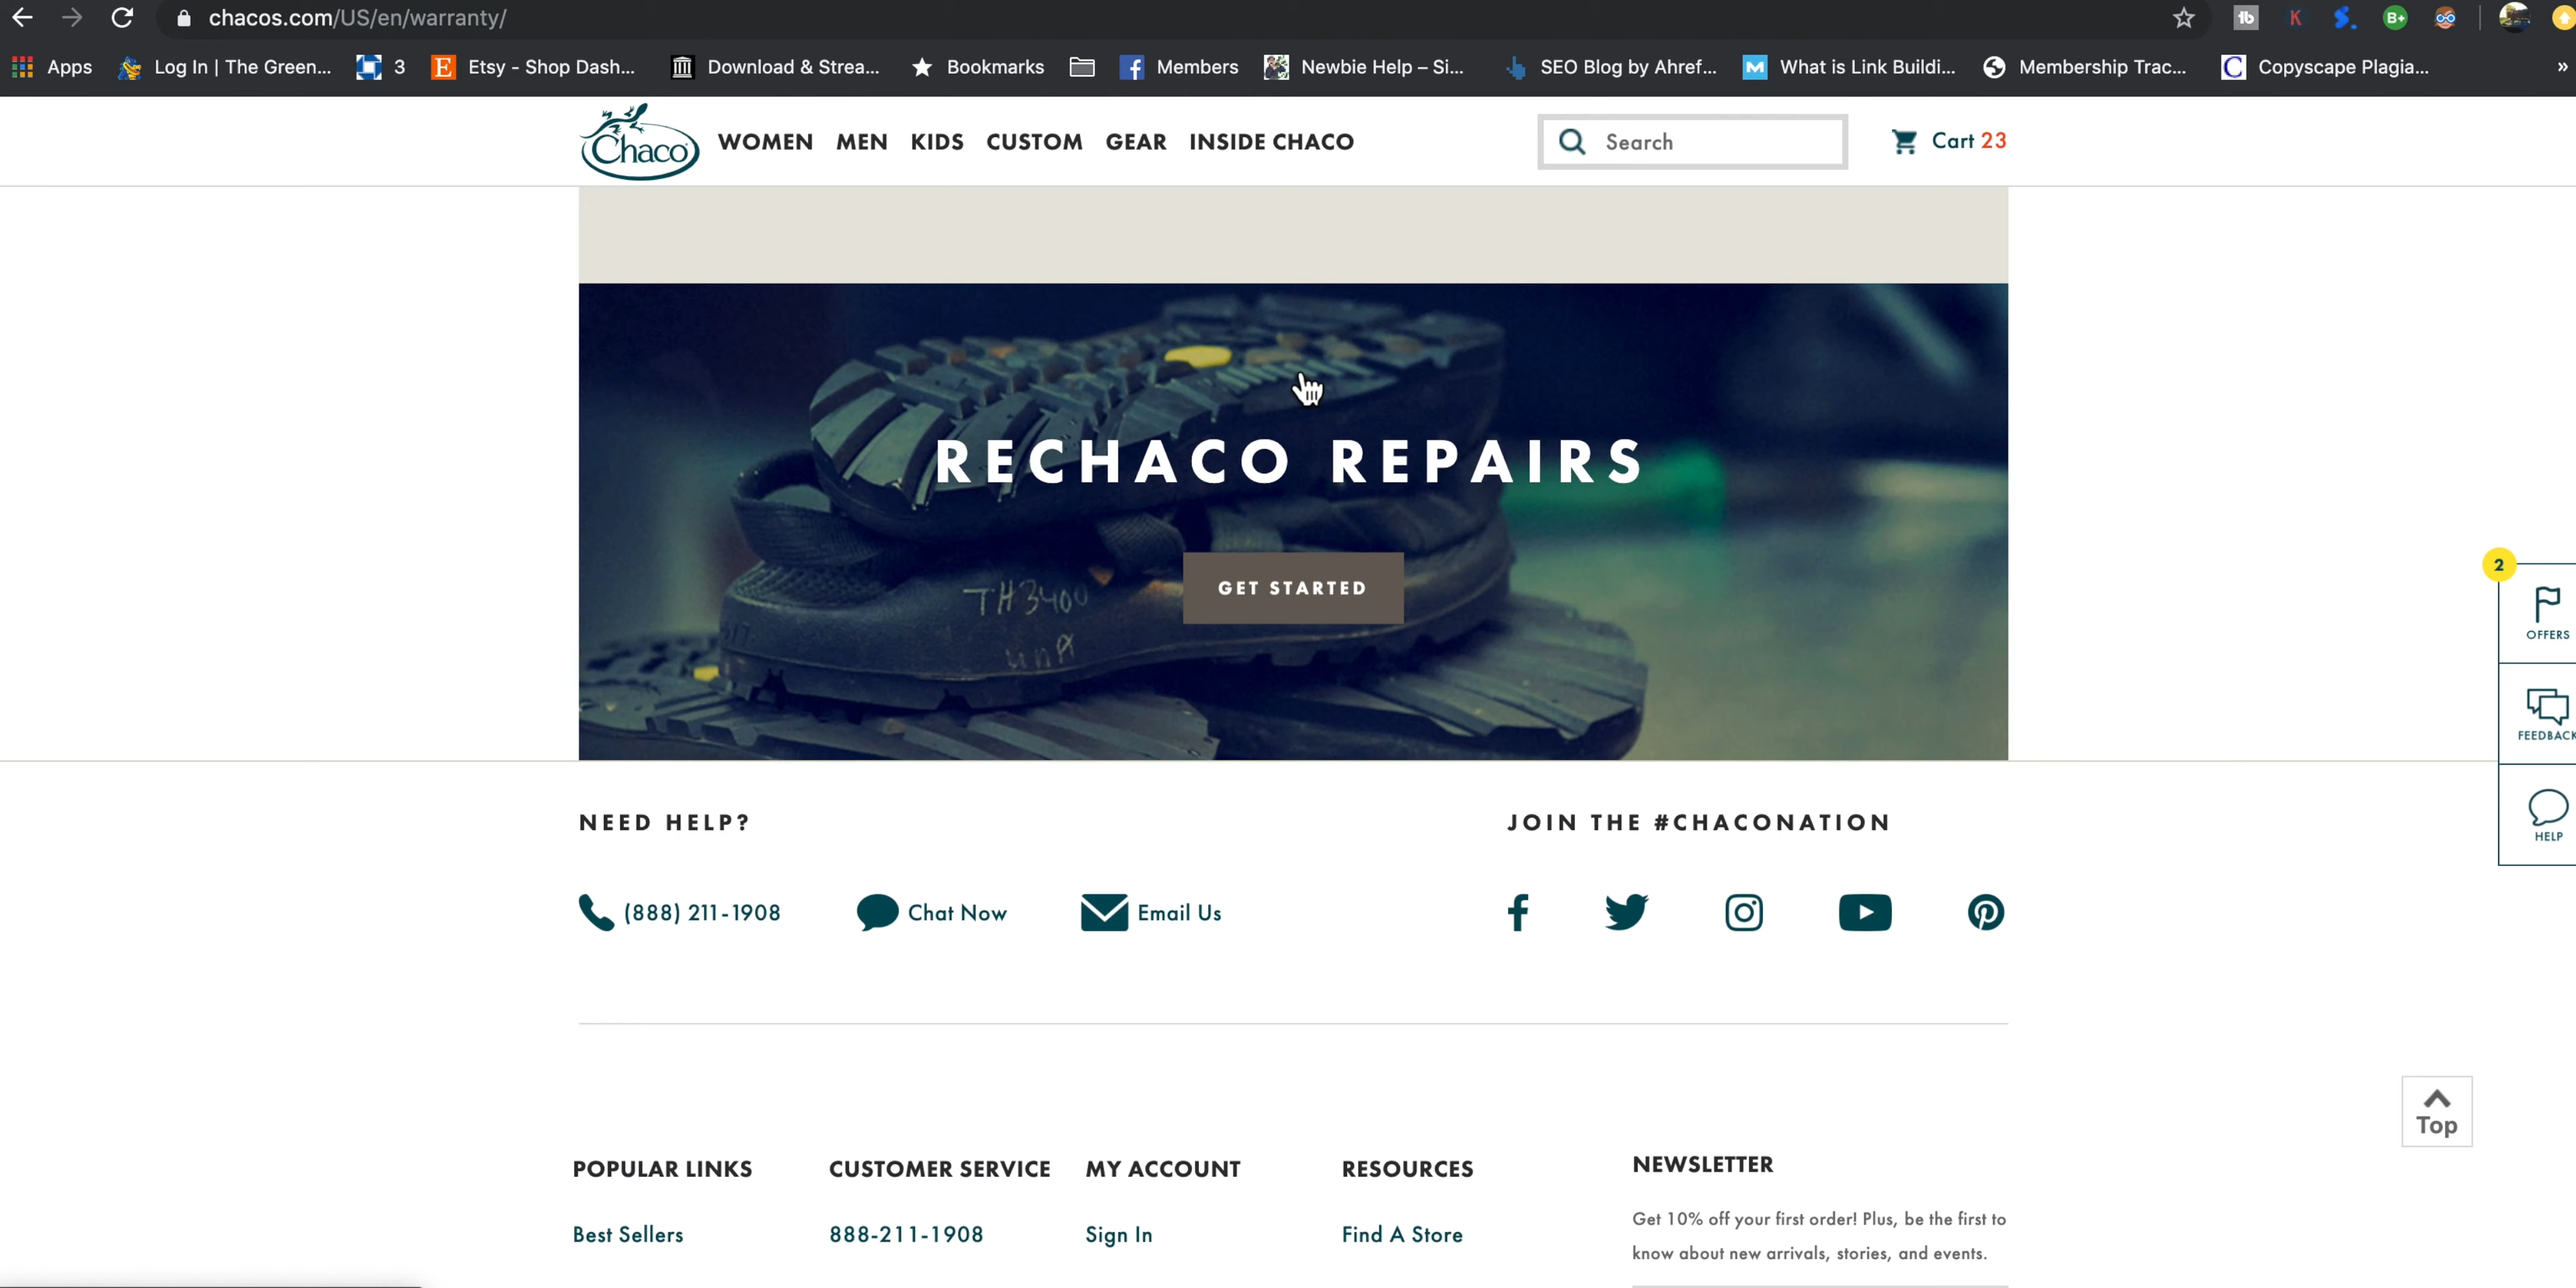 chacos.com/US/en/warranty/
Apps Log In | The Green... 3 Etsy - Shop Dash... Download & Strea... Bookmarks Members Newbie Help – Si... SEO Blog by Ahref... What is Link Buildi... Membership Trac... Copyscape Plagia... »
Chaco WOMEN MEN KIDS CUSTOM GEAR INSIDE CHACO Search Cart 23
RECHACO REPAIRS
GET STARTED
TH3400
2
OFFERS
FEEDBACK
HELP
NEED HELP? JOIN THE #CHACONATION
(888) 211-1908 Chat Now Email Us
Top
POPULAR LINKS CUSTOMER SERVICE MY ACCOUNT RESOURCES NEWSLETTER
Best Sellers 888-211-1908 Sign In Find A Store
Get 10% off your first order! Plus, be the first to
know about new arrivals, stories, and events.